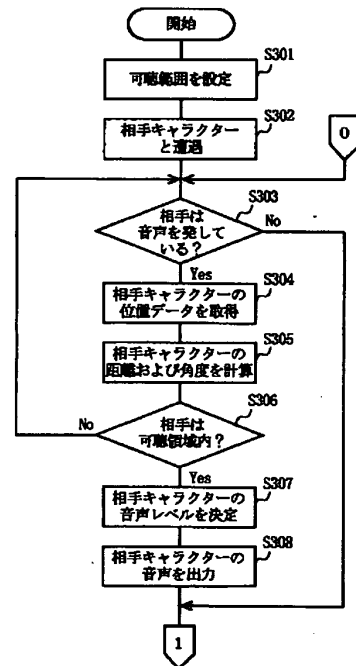 開始
S301
可聴範囲を設定
S302
相手キャラクター
と遭遇
0
S303
相手は
音声を発して
いる?
No
Yes
S304
相手キャラクターの
位置データを取得
S305
相手キャラクターの
距離および角度を計算
S306
相手は
可聴領域内?
No
Yes
S307
相手キャラクターの
音声レベルを決定
S308
相手キャラクターの
音声を出力
1